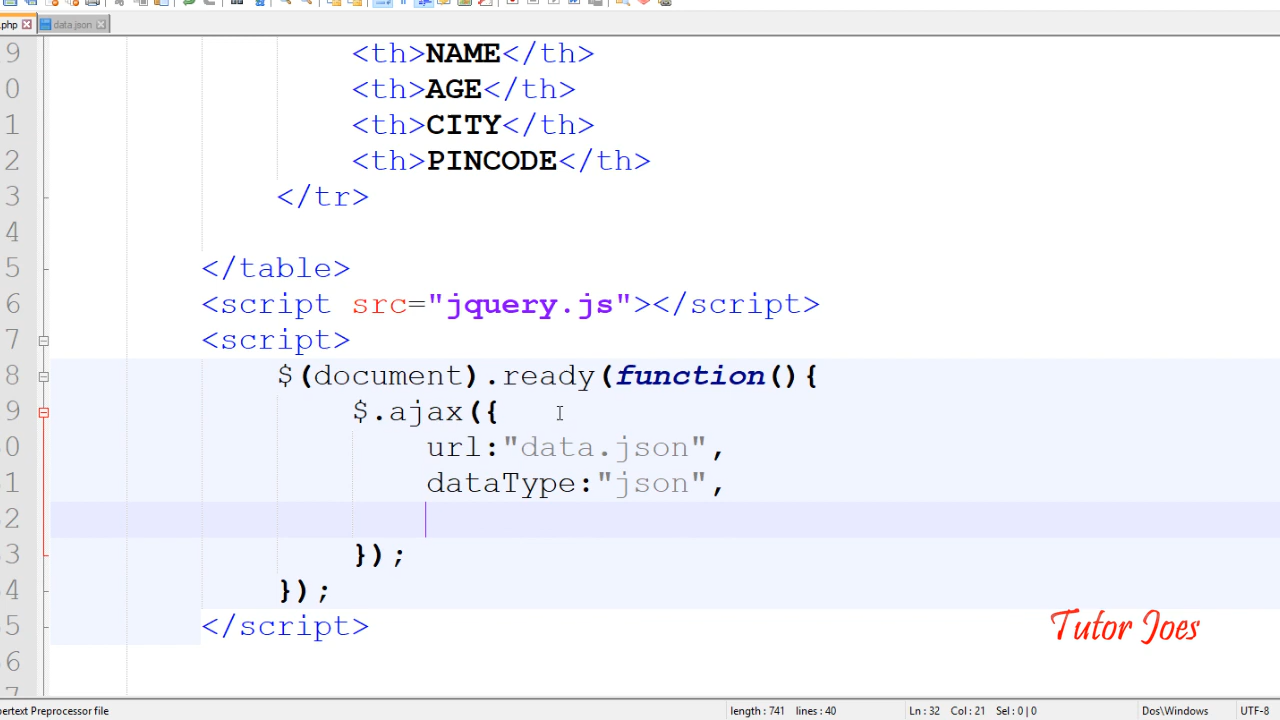 .php data json
9 <th>NAME</th>
0 <th>AGE</th>
1 <th>CITY</th>
2 <th>PINCODE</th>
3 </tr>
4
5 </table>
6 <script src="jquery.js"></script>
7 <script>
8 $(document).ready(function(){
9 $.ajax({
0 url:"data.json",
1 dataType:"json",
2
3 });
4 });
5 </script>
6
7
Tutor Joes
pertext Preprocessor file length : 741 lines : 40 Ln : 32 Col : 21 Sel : 0 | 0 Dos\Windows UTF-8